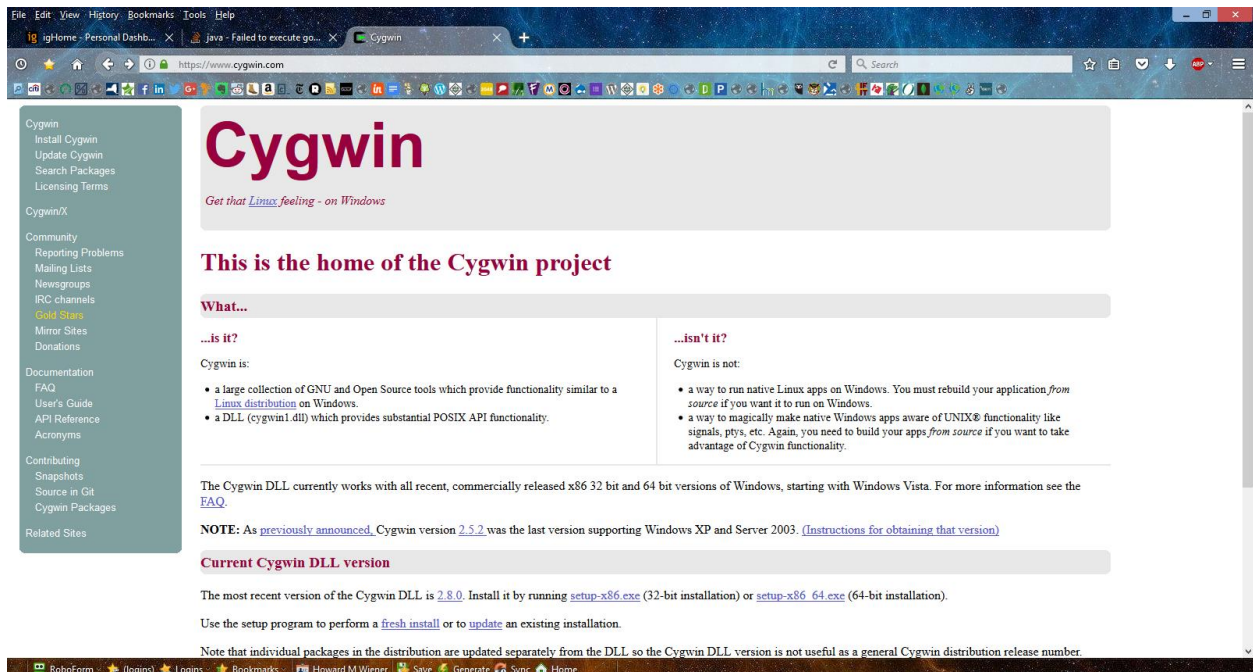 File Edit View History Bookmarks Tools Help
igHome - Personal Dashb... java - Failed to execute go... Cygwin
https://www.cygwin.com
Search
Cygwin
Install Cygwin
Update Cygwin
Search Packages
Licensing Terms
Cygwin/X
Community
Reporting Problems
Mailing Lists
Newsgroups
IRC channels
Gold Stars
Mirror Sites
Donations
Documentation
FAQ
User's Guide
API Reference
Acronyms
Contributing
Snapshots
Source in Git
Cygwin Packages
Related Sites
Cygwin
Get that Linux feeling - on Windows
This is the home of the Cygwin project
What...
...is it?
Cygwin is:
• a large collection of GNU and Open Source tools which provide functionality similar to a
Linux distribution on Windows.
• a DLL (cygwin1.dll) which provides substantial POSIX API functionality.
...isn't it?
Cygwin is not:
• a way to run native Linux apps on Windows. You must rebuild your application from
source if you want it to run on Windows.
• a way to magically make native Windows apps aware of UNIX® functionality like
signals, ptys, etc. Again, you need to build your apps from source if you want to take
advantage of Cygwin functionality.
The Cygwin DLL currently works with all recent, commercially released x86 32 bit and 64 bit versions of Windows, starting with Windows Vista. For more information see the
FAQ.
NOTE: As previously announced, Cygwin version 2.5.2 was the last version supporting Windows XP and Server 2003. (Instructions for obtaining that version)
Current Cygwin DLL version
The most recent version of the Cygwin DLL is 2.8.0. Install it by running setup-x86.exe (32-bit installation) or setup-x86_64.exe (64-bit installation).
Use the setup program to perform a fresh install or to update an existing installation.
Note that individual packages in the distribution are updated separately from the DLL so the Cygwin DLL version is not useful as a general Cygwin distribution release number.
RoboForm (logins) Logins Bookmarks Howard M Wiener Save Generate Sync Home